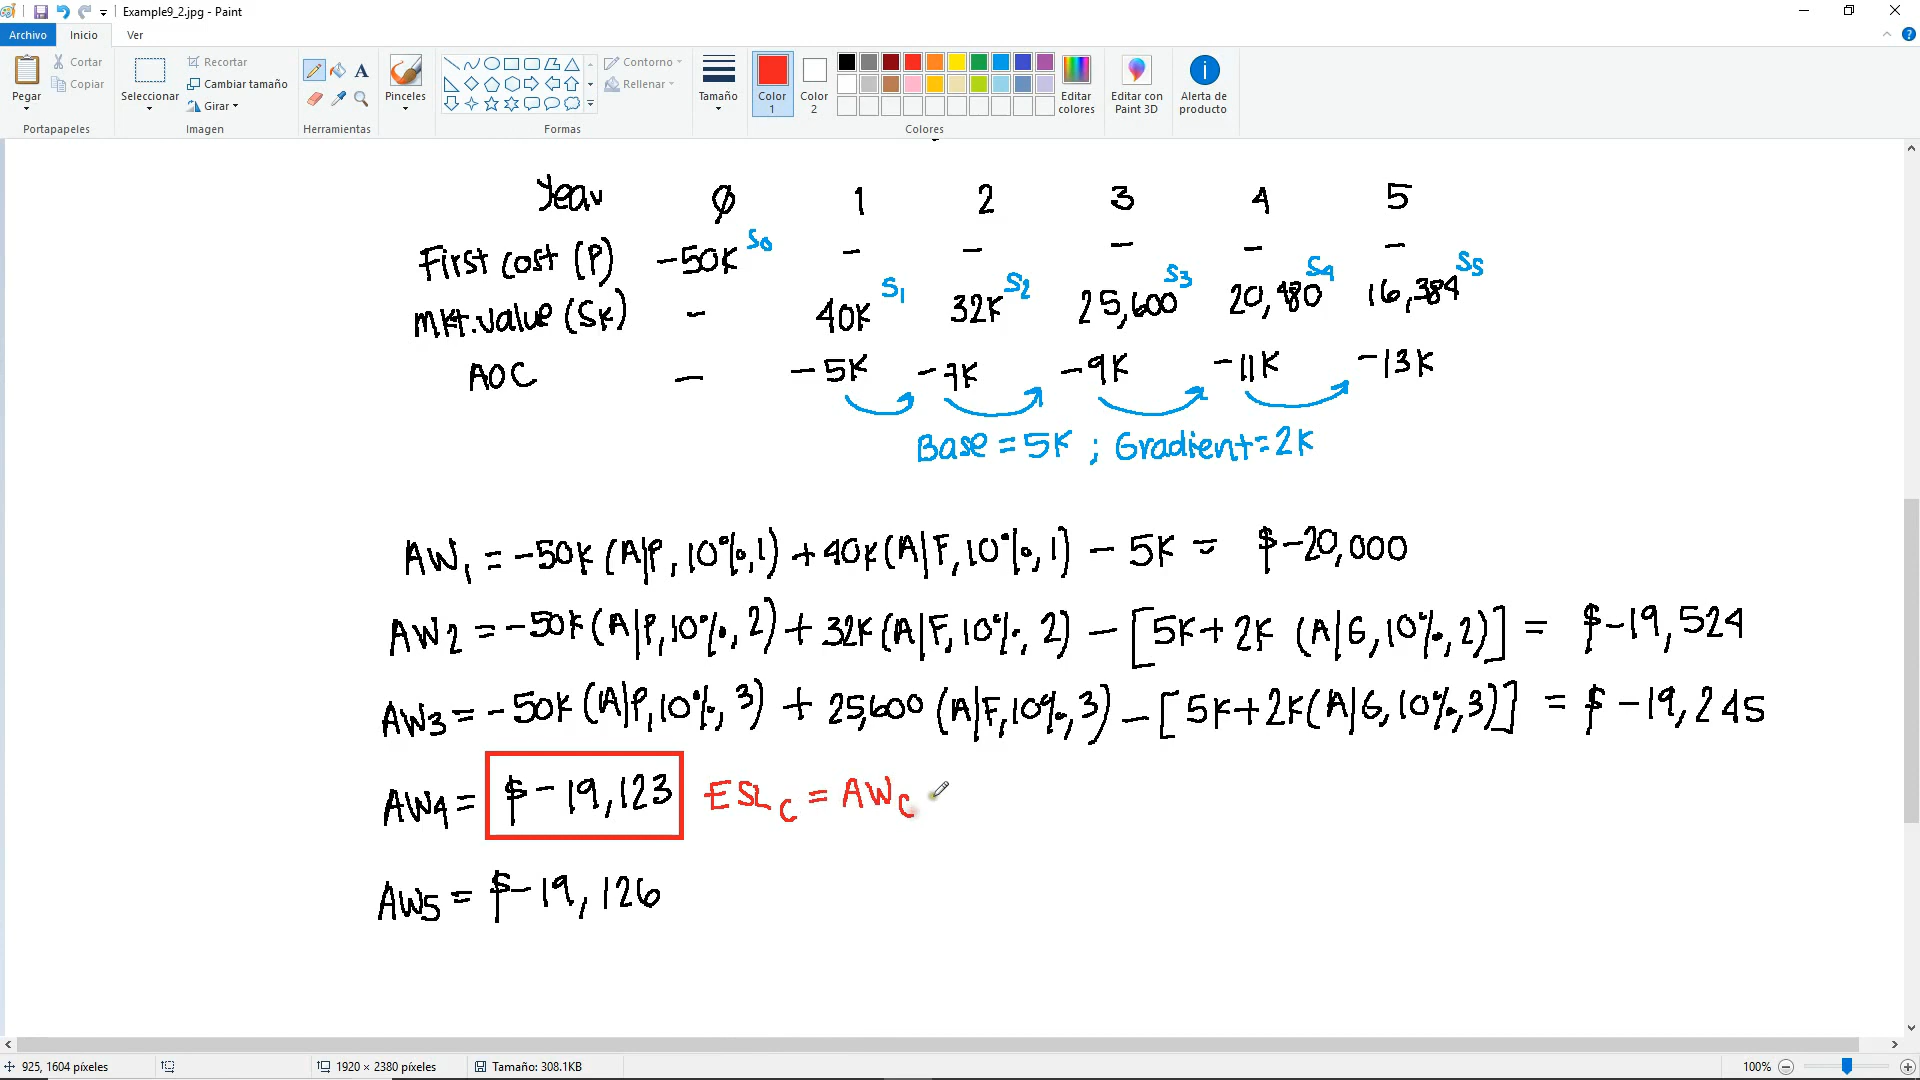 Example9_2.jpg - Paint
Archivo Inicio Ver
Pegar Cortar Copiar Portapapeles
Seleccionar Recortar Cambiar tamaño Girar Imagen
Herramientas
Pinceles
Contorno Rellenar Formas
Tamaño
Color 1 Color 2 Colores
Editar colores
Editar con Paint 3D
Alerta de producto
Year 0 1 2 3 4 5
First cost (P) -50K S0 - - - - -
Mkt.value (Sk) - 40K S1 32K S2 25,600 S3 20,480 S4 16,384 S5
AOC - -5K -7K -9K -11K -13K
Base = 5K ; Gradient=2K
AW1 = -50K (A|P, 10%, 1) + 40K (A|F, 10%, 1) - 5K = $-20,000
AW2 = -50K (A|P, 10%, 2) + 32K (A|F, 10%, 2) - [5K + 2K (A|G, 10%, 2)] = $-19,524
AW3 = -50K (A|P, 10%, 3) + 25,600 (A|F, 10%, 3) - [5K + 2K (A|G, 10%, 3)] = $-19,245
AW4 = $-19,123 ESLC = AWC
AW5 = $-19,126
925, 1604 píxeles 1920 × 2380 píxeles Tamaño: 308.1KB 100%